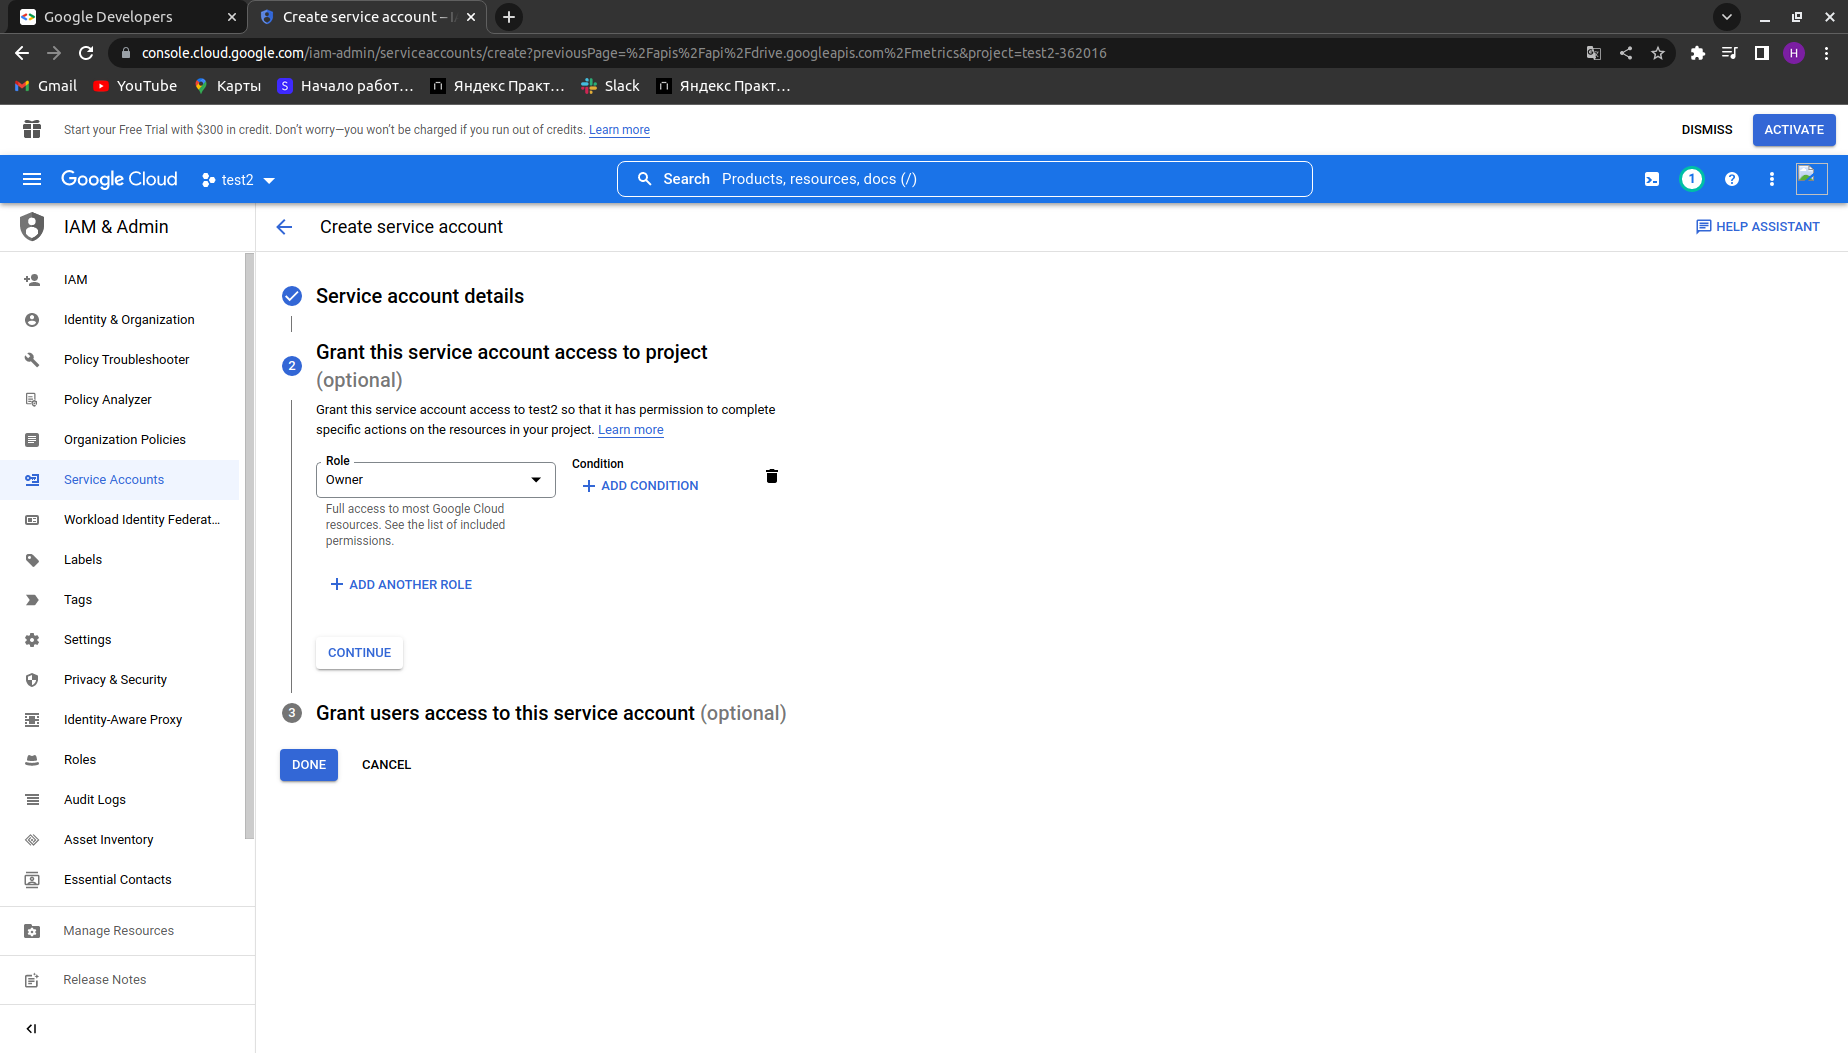 Google Developers
Create service account – I
console.cloud.google.com/iam-admin/serviceaccounts/create?previousPage=%2Fapis%2Fapi%2Fdrive.googleapis.com%2Fmetrics&project=test2-362016
H
Gmail
YouTube
Карты
S
Начало работ…
Яндекс Практ…
Slack
Яндекс Практ…
Start your Free Trial with $300 in credit. Don’t worry—you won’t be charged if you run out of credits. Learn more
DISMISS
ACTIVATE
Google Cloud
test2
Search Products, resources, docs (/)
1
IAM & Admin
Create service account
HELP ASSISTANT
IAM
Identity & Organization
Policy Troubleshooter
Policy Analyzer
Organization Policies
Service Accounts
Workload Identity Federat…
Labels
Tags
Settings
Privacy & Security
Identity-Aware Proxy
Roles
Audit Logs
Asset Inventory
Essential Contacts
Manage Resources
Release Notes
Service account details
2
Grant this service account access to project
(optional)
Grant this service account access to test2 so that it has permission to complete
specific actions on the resources in your project. Learn more
Role
Owner
Condition
ADD CONDITION
Full access to most Google Cloud
resources. See the list of included
permissions.
ADD ANOTHER ROLE
CONTINUE
3
Grant users access to this service account (optional)
DONE
CANCEL